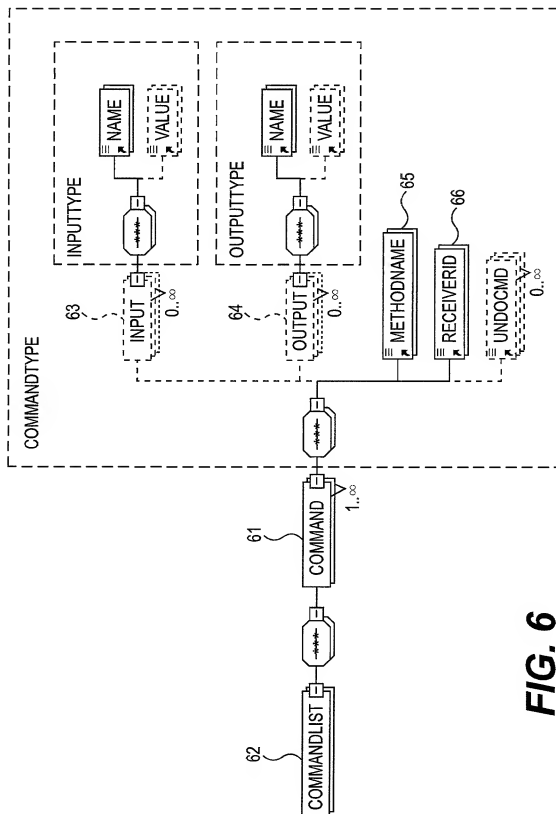 COMMANDTYPE
INPUTTYPE
NAME
VALUE
63
INPUT
0..∞
OUTPUTTYPE
NAME
VALUE
64
OUTPUT
0..∞
62
COMMANDLIST
61
COMMAND
1..∞
65
METHODNAME
66
RECEIVERID
UNDOCMD
0..∞
FIG. 6